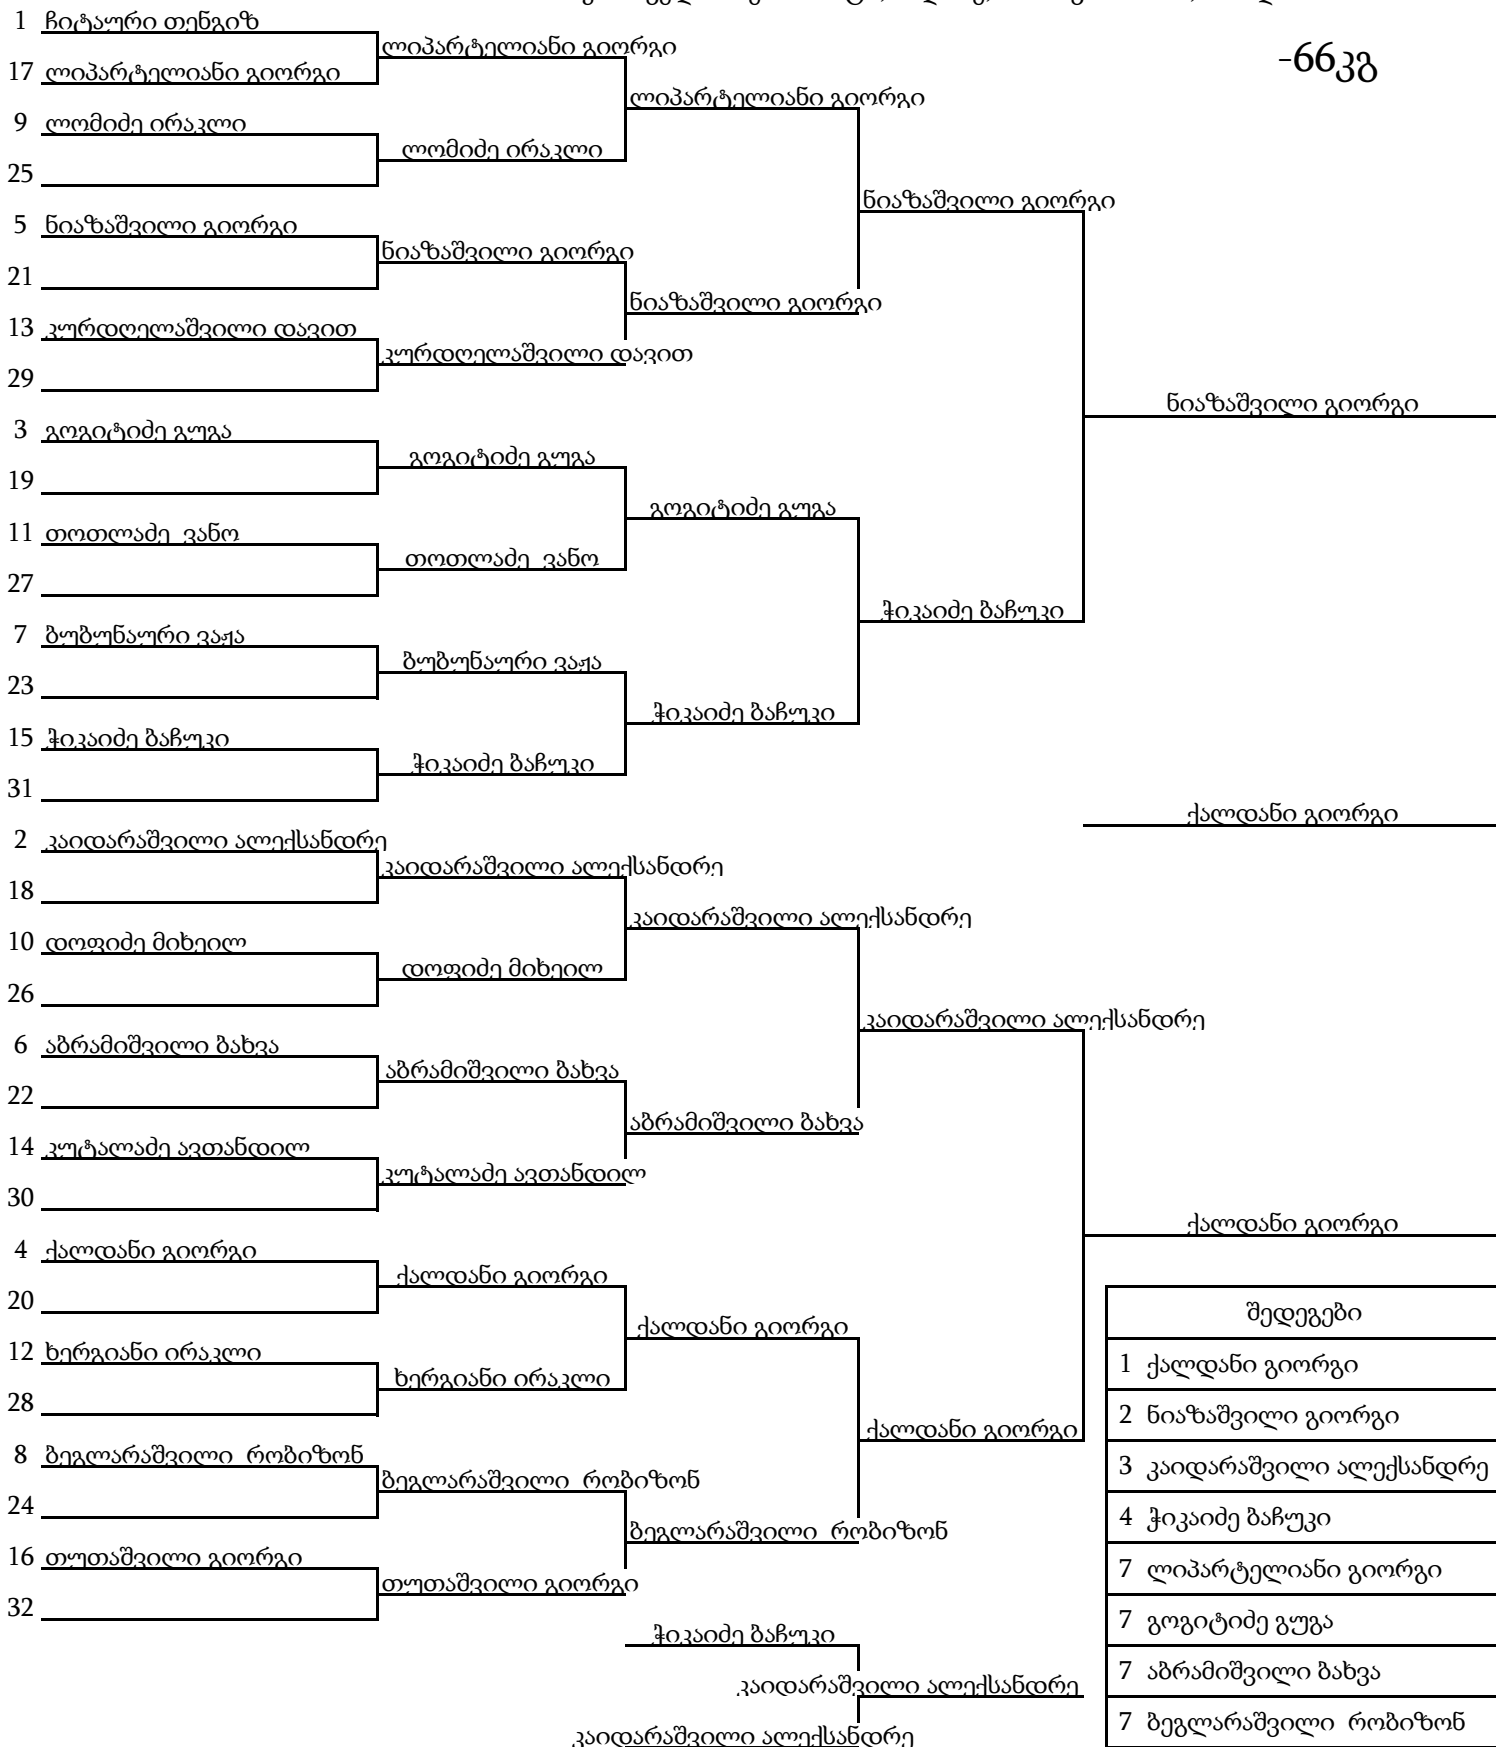 1 ჩიტაური თენგიზ
ლიპარტელიანი გიორგი
-66კგ
17 ლიპარტელიანი გიორგი
ლიპარტელიანი გიორგი
9 ლომიძე ირაკლი
ლომიძე ირაკლი
25
ნიაზაშვილი გიორგი
5 ნიაზაშვილი გიორგი
ნიაზაშვილი გიორგი
21
ნიაზაშვილი გიორგი
13 კურდღელაშვილი დავით
კურდღელაშვილი დავით
29
ნიაზაშვილი გიორგი
3 გოგიტიძე გუგა
გოგიტიძე გუგა
19
გოგიტიძე გუგა
11 თოთლაძე ვანო
თოთლაძე ვანო
27
ჭიკაიძე ბაჩუკი
7 ბუბუნაური ვაჟა
ბუბუნაური ვაჟა
23
ჭიკაიძე ბაჩუკი
15 ჭიკაიძე ბაჩუკი
ჭიკაიძე ბაჩუკი
31
ქალდანი გიორგი
2 კაიდარაშვილი ალექსანდრე
კაიდარაშვილი ალექსანდრე
18
კაიდარაშვილი ალექსანდრე
10 დოფიძე მიხეილ
დოფიძე მიხეილ
26
კაიდარაშვილი ალექსანდრე
6 აბრამიშვილი ბახვა
აბრამიშვილი ბახვა
22
აბრამიშვილი ბახვა
14 კუტალაძე ავთანდილ
კუტალაძე ავთანდილ
30
ქალდანი გიორგი
4 ქალდანი გიორგი
ქალდანი გიორგი
20
ქალდანი გიორგი
12 ხერგიანი ირაკლი
ხერგიანი ირაკლი
28
ქალდანი გიორგი
8 ბეგლარაშვილი რობიზონ
ბეგლარაშვილი რობიზონ
24
ბეგლარაშვილი რობიზონ
16 თუთაშვილი გიორგი
თუთაშვილი გიორგი
32
ჭიკაიძე ბაჩუკი
კაიდარაშვილი ალექსანდრე
კაიდარაშვილი ალექსანდრე
შედეგები
1 ქალდანი გიორგი
2 ნიაზაშვილი გიორგი
3 კაიდარაშვილი ალექსანდრე
4 ჭიკაიძე ბაჩუკი
7 ლიპარტელიანი გიორგი
7 გოგიტიძე გუგა
7 აბრამიშვილი ბახვა
7 ბეგლარაშვილი რობიზონ